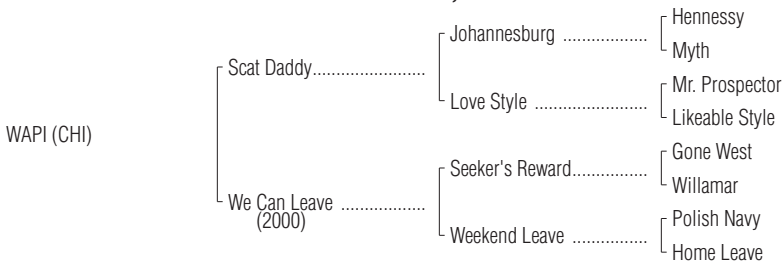 Hennessy
Johannesburg ..................
Myth
Scat Daddy........................
Mr. Prospector
Love Style ........................
Likeable Style
WAPI (CHI)
Gone West
Seeker's Reward................
Willamar
We Can Leave ..................
(2000)
Polish Navy
Weekend Leave ................
Home Leave